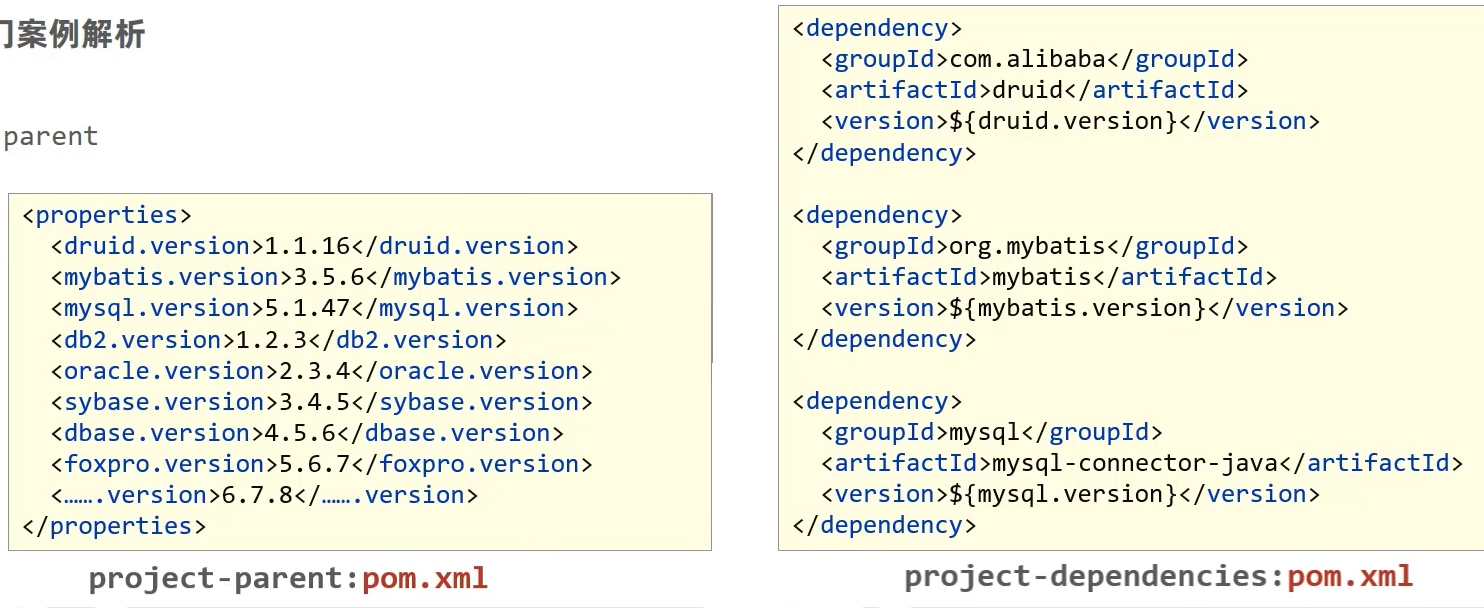 门案例解析
parent
<properties>
<druid.version>1.1.16</druid.version>
<mybatis.version>3.5.6</mybatis.version>
<mysql.version>5.1.47</mysql.version>
<db2.version>1.2.3</db2.version>
<oracle.version>2.3.4</oracle.version>
<sybase.version>3.4.5</sybase.version>
<dbase.version>4.5.6</dbase.version>
<foxpro.version>5.6.7</foxpro.version>
<…….version>6.7.8</…….version>
</properties>
project-parent:pom.xml
<dependency>
<groupId>com.alibaba</groupId>
<artifactId>druid</artifactId>
<version>${druid.version}</version>
</dependency>
<dependency>
<groupId>org.mybatis</groupId>
<artifactId>mybatis</artifactId>
<version>${mybatis.version}</version>
</dependency>
<dependency>
<groupId>mysql</groupId>
<artifactId>mysql-connector-java</artifactId>
<version>${mysql.version}</version>
</dependency>
project-dependencies:pom.xml